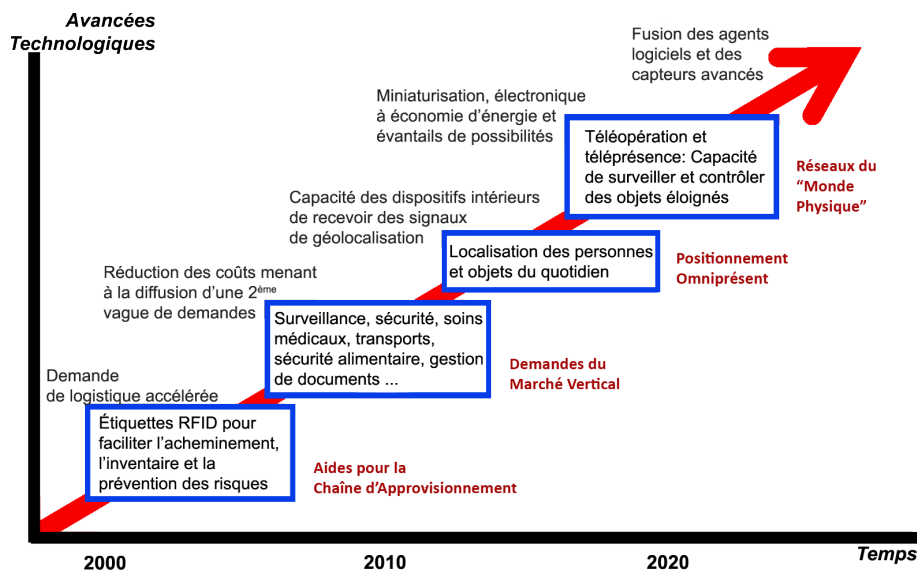 Avancées
Technologiques
Fusion des agents
logiciels et des
capteurs avancés
Miniaturisation, électronique
à économie d'énergie et
évantails de possibilités
Téléopération et
téléprésence: Capacité
de surveiller et contrôler
des objets éloignés
Réseaux du
“Monde
Physique”
Capacité des dispositifs intérieurs
de recevoir des signaux
de géolocalisation
Localisation des personnes
et objets du quotidien
Positionnement
Omniprésent
Réduction des coûts menant
à la diffusion d'une 2ème
vague de demandes
Surveillance, sécurité, soins
médicaux, transports,
sécurité alimentaire, gestion
de documents ...
Demandes du
Marché Vertical
Demande
de logistique accélérée
Étiquettes RFID pour
faciliter l'acheminement,
l'inventaire et la
prévention des risques
Aides pour la
Chaîne d'Approvisionnement
2000
2010
2020
Temps